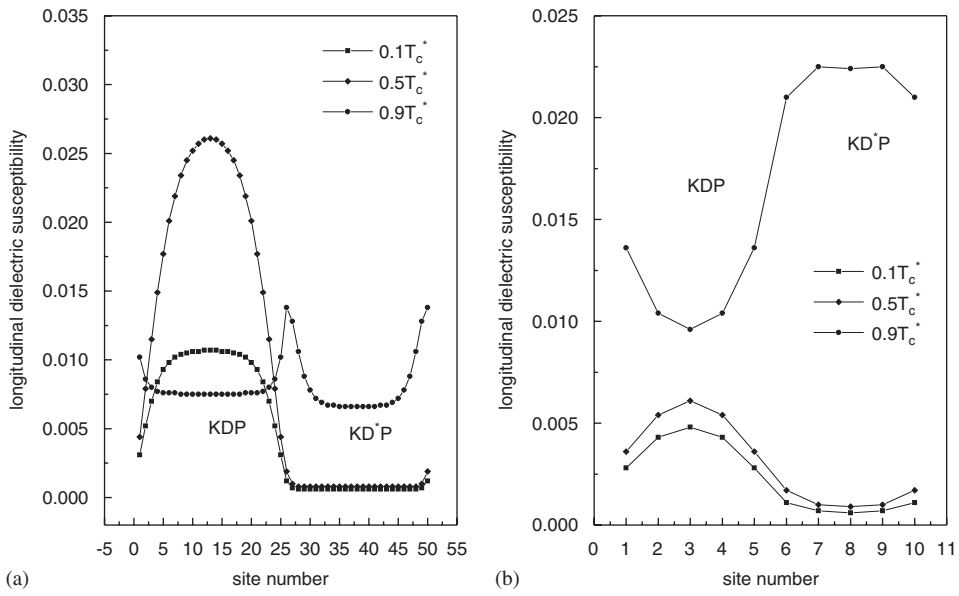 0.035
0.030
0.025
0.020
0.015
0.010
0.005
0.000
longitudinal dielectric susceptibility
-5 0 5 10 15 20 25 30 35 40 45 50 55
site number
0.1T_c^*
0.5T_c^*
0.9T_c^*
KDP
KD^*P
(a)
0.025
0.020
0.015
0.010
0.005
0.000
longitudinal dielectric susceptibility
0 1 2 3 4 5 6 7 8 9 10 11
site number
KDP
KD^*P
0.1T_c^*
0.5T_c^*
0.9T_c^*
(b)